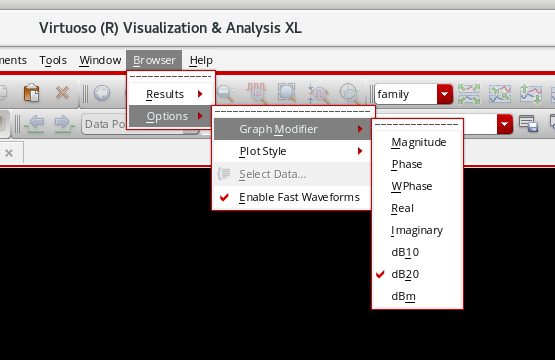 Virtuoso (R) Visualization & Analysis XL
ments Tools Window Browser Help
Results
family
Options
Data Po
Graph Modifier
Plot Style
Select Data...
Enable Fast Waveforms
Magnitude
Phase
WPhase
Real
Imaginary
dB10
dB20
dBm